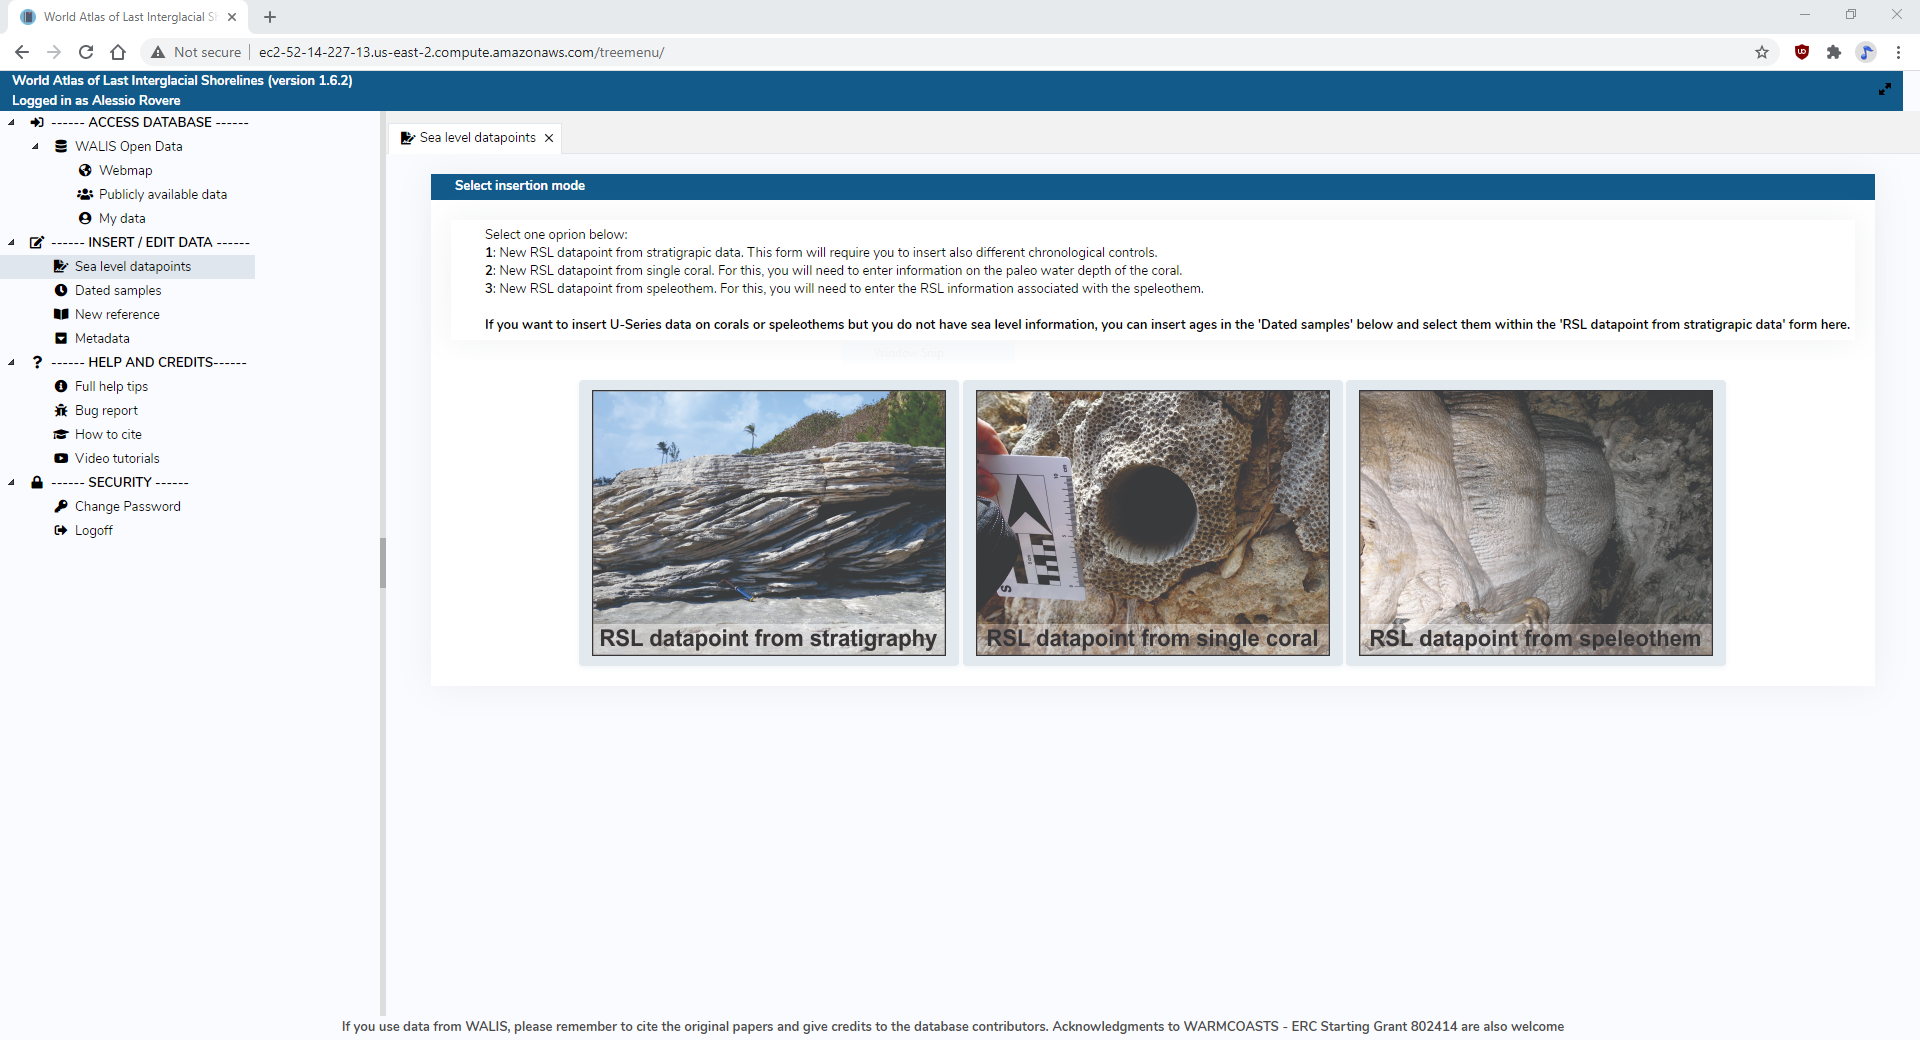 World Atlas of Last Interglacial S
Not secure
ec2-52-14-227-13.us-east-2.compute.amazonaws.com/treemenu/
World Atlas of Last Interglacial Shorelines (version 1.6.2)
Logged in as Alessio Rovere
------ ACCESS DATABASE ------
WALIS Open Data
Webmap
Publicly available data
My data
------ INSERT / EDIT DATA ------
Sea level datapoints
Dated samples
New reference
Metadata
------ HELP AND CREDITS------
Full help tips
Bug report
How to cite
Video tutorials
------ SECURITY ------
Change Password
Logoff
Sea level datapoints
Select insertion mode
Select one oprion below:
1: New RSL datapoint from stratigrapic data. This form will require you to insert also different chronological controls.
2: New RSL datapoint from single coral. For this, you will need to enter information on the paleo water depth of the coral.
3: New RSL datapoint from speleothem. For this, you will need to enter the RSL information associated with the speleothem.
If you want to insert U-Series data on corals or speleothems but you do not have sea level information, you can insert ages in the 'Dated samples' below and select them within the 'RSL datapoint from stratigrapic data' form here.
RSL datapoint from stratigraphy
RSL datapoint from single coral
RSL datapoint from speleothem
If you use data from WALIS, please remember to cite the original papers and give credits to the database contributors. Acknowledgments to WARMCOASTS - ERC Starting Grant 802414 are also welcome